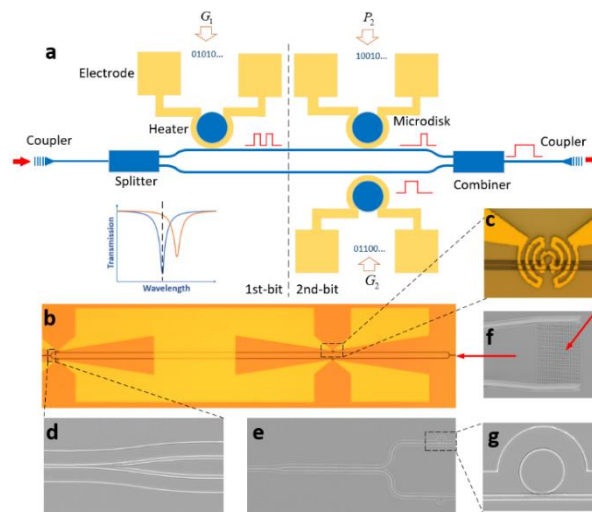 a
G₁
P₂
01010...
10010...
Electrode
Heater
Microdisk
Coupler
Coupler
Splitter
Combiner
Transmission
Wavelength
1st-bit
2nd-bit
01100...
G₂
c
b
f
d
e
g